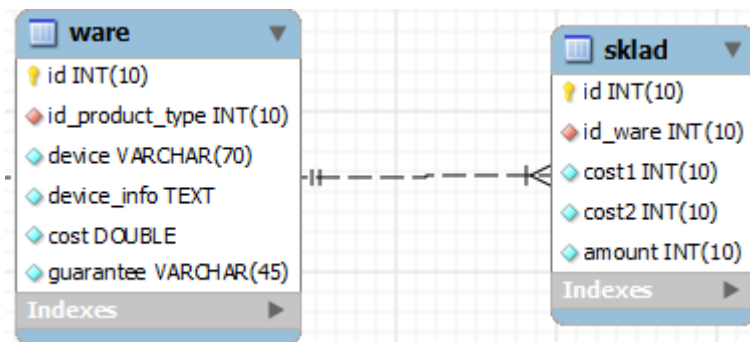 ware
id INT(10)
id_product_type INT(10)
device VARCHAR(70)
device_info TEXT
cost DOUBLE
guarantee VARCHAR(45)
Indexes
sklad
id INT(10)
id_ware INT(10)
cost1 INT(10)
cost2 INT(10)
amount INT(10)
Indexes